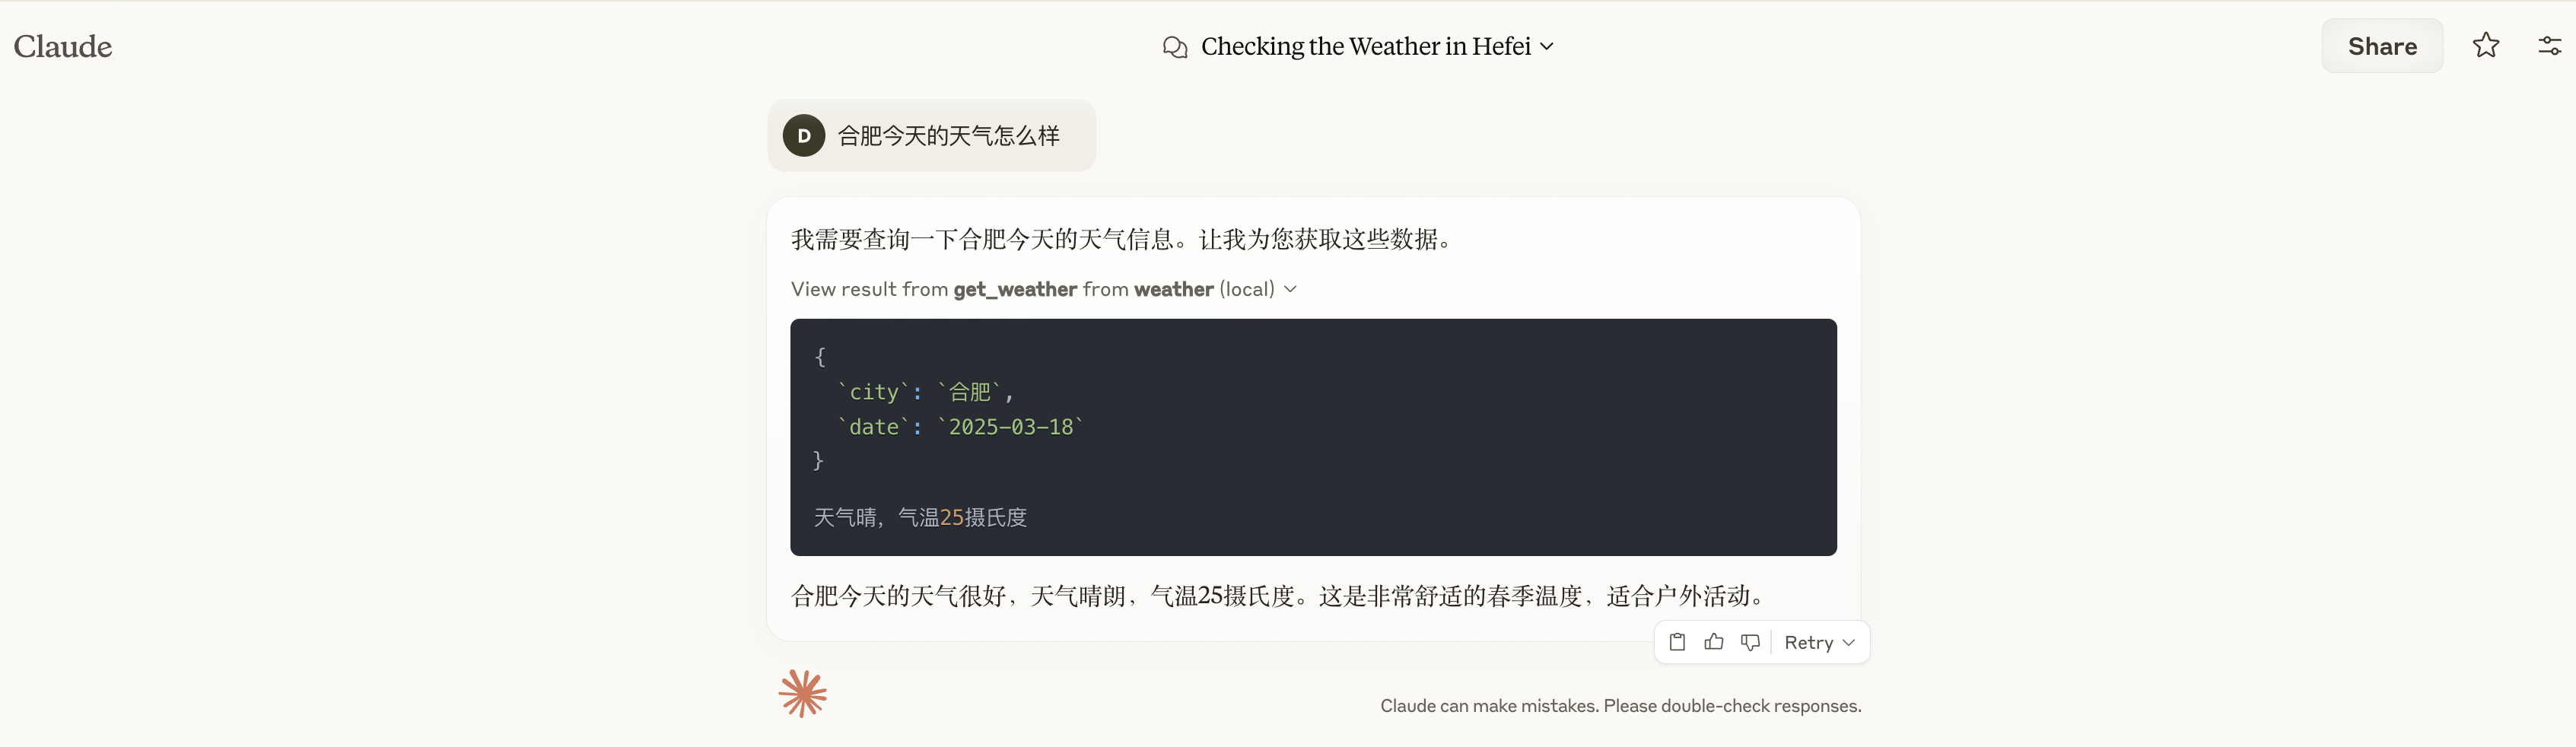 Claude
Checking the Weather in Hefei
Share
D
合肥今天的天气怎么样
我需要查询一下合肥今天的天气信息。让我为您获取这些数据。
View result from get_weather from weather (local)
{
`city`: `合肥`,
`date`: `2025-03-18`
}
天气晴，气温25摄氏度
合肥今天的天气很好，天气晴朗，气温25摄氏度。这是非常舒适的春季温度，适合户外活动。
Retry
Claude can make mistakes. Please double-check responses.